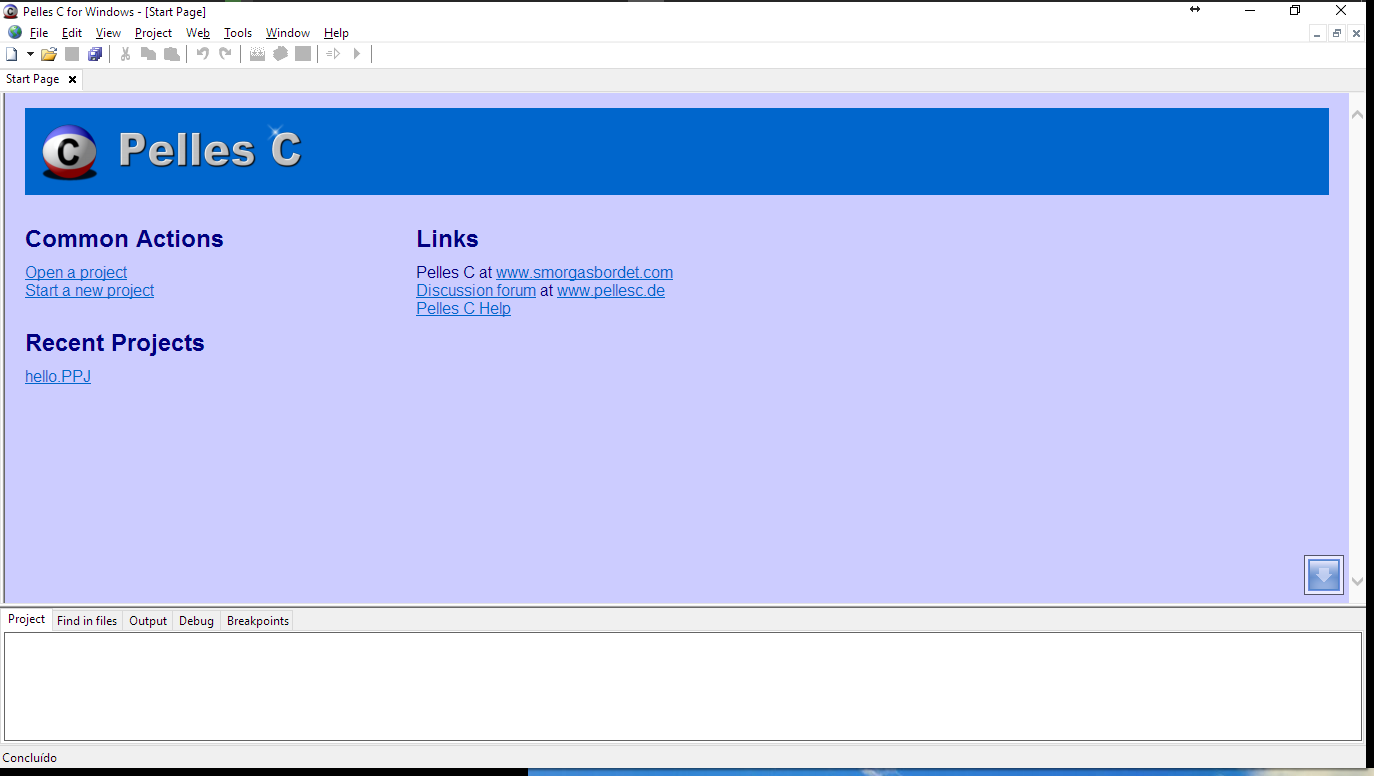 Pelles C for Windows - [Start Page]
File Edit View Project Web Tools Window Help
Start Page
C Pelles C
Common Actions
Open a project
Start a new project
Recent Projects
hello.PPJ
Links
Pelles C at www.smorgasbordet.com
Discussion forum at www.pellesc.de
Pelles C Help
Project Find in files Output Debug Breakpoints
Concluído